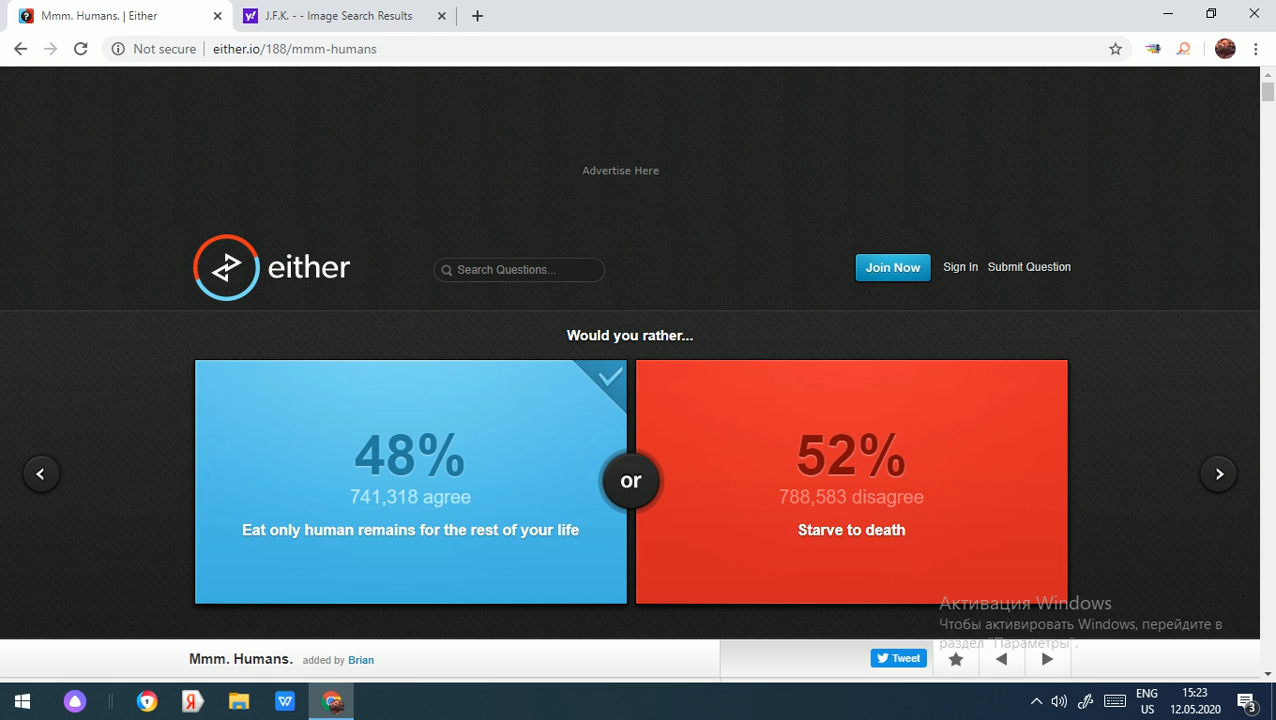 Mmm. Humans. | Either
J.F.K. - - Image Search Results
Not secure
either.io/188/mmm-humans
Advertise Here
either
Search Questions...
Join Now
Sign In
Submit Question
Would you rather...
48%
741,318 agree
Eat only human remains for the rest of your life
or
52%
788,583 disagree
Starve to death
Активация Windows
Чтобы активировать Windows, перейдите в
раздел "Параметры".
Mmm. Humans. added by Brian
Tweet
ENG
US
15:23
12.05.2020
3